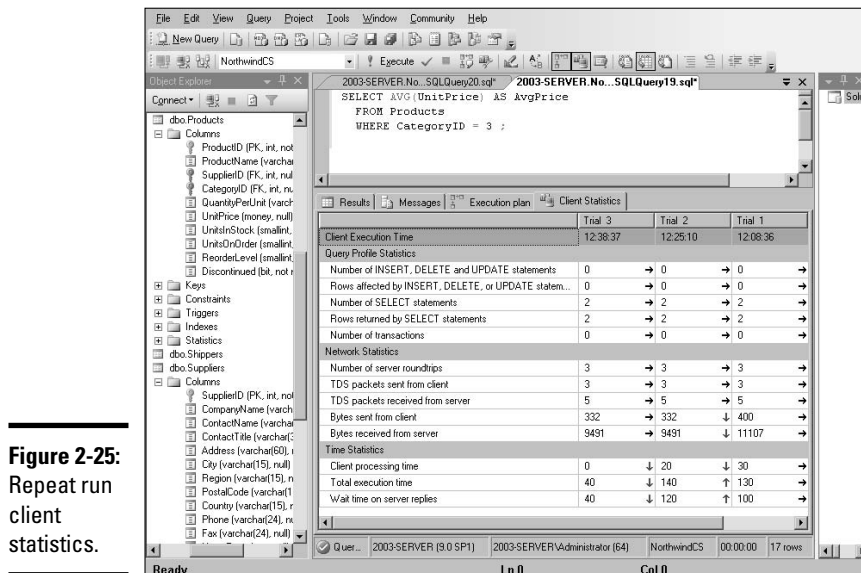 File Edit View Query Project Tools Window Community Help
New Query
NorthwindCS Execute
Object Explorer
Connect
dbo.Products
Columns
ProductID (PK, int, not
ProductName (varchar
SupplierID (FK, int, nul
CategoryID (FK, int, nu
QuantityPerUnit (varch
UnitPrice (money, null)
UnitsInStock (smallint,
UnitsOnOrder (smallint,
ReorderLevel (smallint,
Discontinued (bit, not r
Keys
Constraints
Triggers
Indexes
Statistics
dbo.Shippers
dbo.Suppliers
Columns
SupplierID (PK, int, not
CompanyName (varch
ContactName (varchar
ContactTitle (varchar(3
Address (varchar(60), r
City (varchar(15), null)
Region (varchar(15), n
PostalCode (varchar(1
Country (varchar(15), r
Phone (varchar(24), nu
Fax (varchar(24), null)
2003-SERVER.No...SQLQuery20.sql* 2003-SERVER.No...SQLQuery19.sql*
SELECT AVG(UnitPrice) AS AvgPrice
FROM Products
WHERE CategoryID = 3 ;
Results Messages Execution plan Client Statistics
Trial 3 Trial 2 Trial 1
Client Execution Time 12:38:37 12:25:10 12:08:36
Query Profile Statistics
Number of INSERT, DELETE and UPDATE statements 0 → 0 → 0 →
Rows affected by INSERT, DELETE, or UPDATE statem... 0 → 0 → 0 →
Number of SELECT statements 2 → 2 → 2 →
Rows returned by SELECT statements 2 → 2 → 2 →
Number of transactions 0 → 0 → 0 →
Network Statistics
Number of server roundtrips 3 → 3 → 3 →
TDS packets sent from client 3 → 3 → 3 →
TDS packets received from server 5 → 5 → 5 →
Bytes sent from client 332 → 332 ↓ 400 →
Bytes received from server 9491 → 9491 ↓ 11107 →
Time Statistics
Client processing time 0 ↓ 20 ↓ 30 →
Total execution time 40 ↓ 140 ↑ 130 →
Wait time on server replies 40 ↓ 120 ↑ 100 →
Quer... 2003-SERVER (9.0 SP1) 2003-SERVER\Administrator (64) NorthwindCS 00:00:00 17 rows
Ready Ln 0 Col 0
Sol
Figure 2-25:
Repeat run
client
statistics.